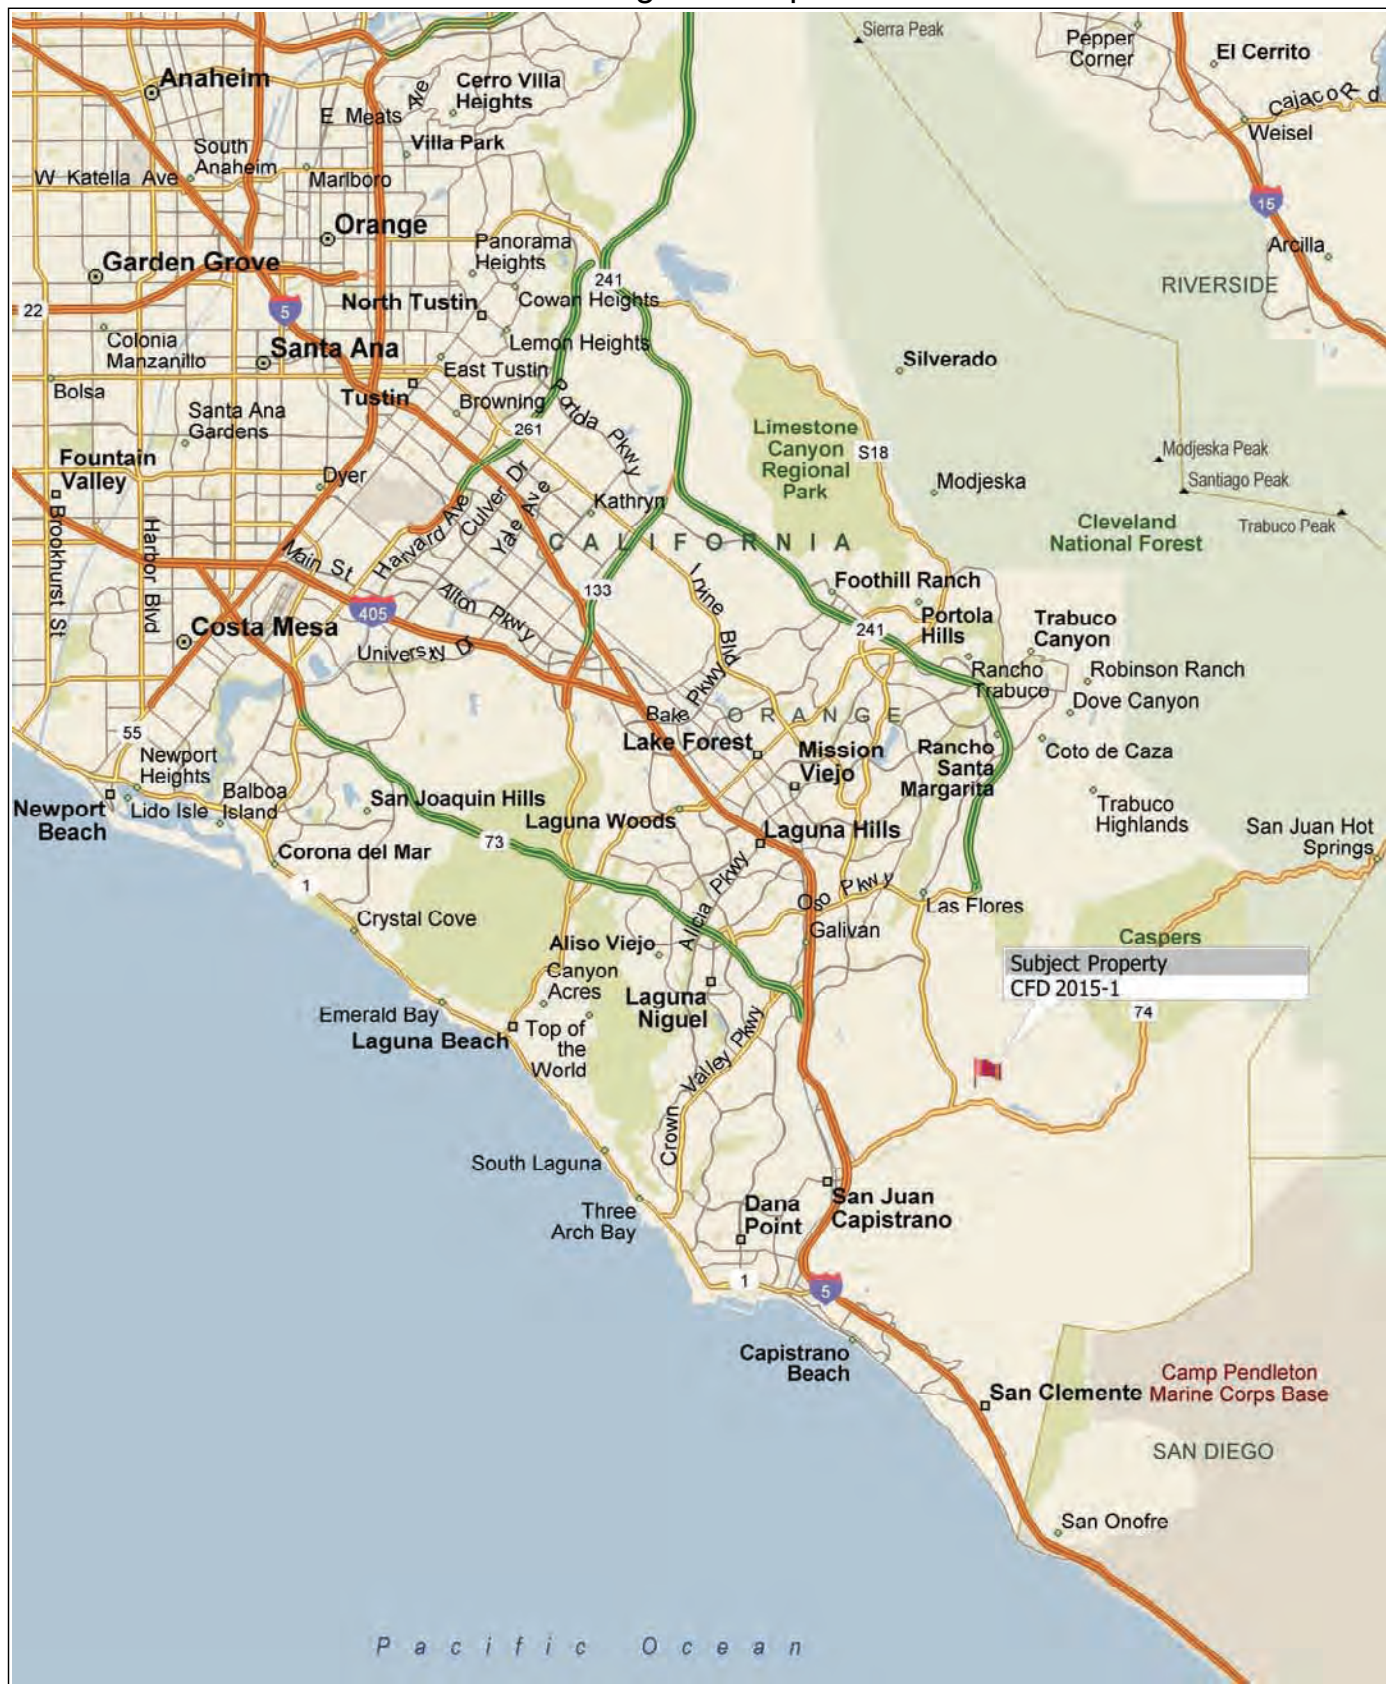 Sierra Peak
Pepper
Corner
El Cerrito
Cajaco Rd
Weisel
Anaheim
Cerro Villa
Heights
E Meats Ave
Villa Park
South
Anaheim
W Katella Ave
Marlboro
15
Orange
Panorama
Heights
Arcilla
Garden Grove
241
RIVERSIDE
22
5
North Tustin
Cowan Heights
Colonia
Manzanillo
Santa Ana
Lemon Heights
Silverado
East Tustin
Bolsa
Tustin
Browning
Portola Pkwy
Santa Ana
Gardens
261
Limestone
Canyon
Regional
Park
S18
Modjeska Peak
Fountain
Valley
Dyer
Culver Dr
Yale Ave
Harvard Ave
Kathryn
Modjeska
Santiago Peak
Trabuco Peak
Cleveland
National Forest
Brookhurst St
Harbor Blvd
Main St
CALIFORNIA
405
Alton Pkwy
133
Irvine Blvd
Foothill Ranch
Portola
Hills
Trabuco
Canyon
241
Costa Mesa
University Dr
Rancho
Trabuco
Robinson Ranch
Dove Canyon
Bake Pkwy
ORANGE
55
Lake Forest
Mission
Viejo
Rancho
Santa
Margarita
Coto de Caza
Newport
Heights
Balboa
Island
Lido Isle
Newport
Beach
San Joaquin Hills
Laguna Woods
Laguna Hills
Trabuco
Highlands
San Juan Hot
Springs
73
Corona del Mar
1
Alicia Pkwy
Oso Pkwy
Las Flores
Crystal Cove
Galivan
Caspers
Aliso Viejo
Canyon
Acres
Subject Property
CFD 2015-1
Laguna
Niguel
74
Emerald Bay
Laguna Beach
Top of
the
World
Crown Valley Pkwy
South Laguna
San Juan
Capistrano
Three
Arch Bay
Dana
Point
1
5
Capistrano
Beach
San Clemente
Camp Pendleton
Marine Corps Base
SAN DIEGO
San Onofre
Pacific Ocean